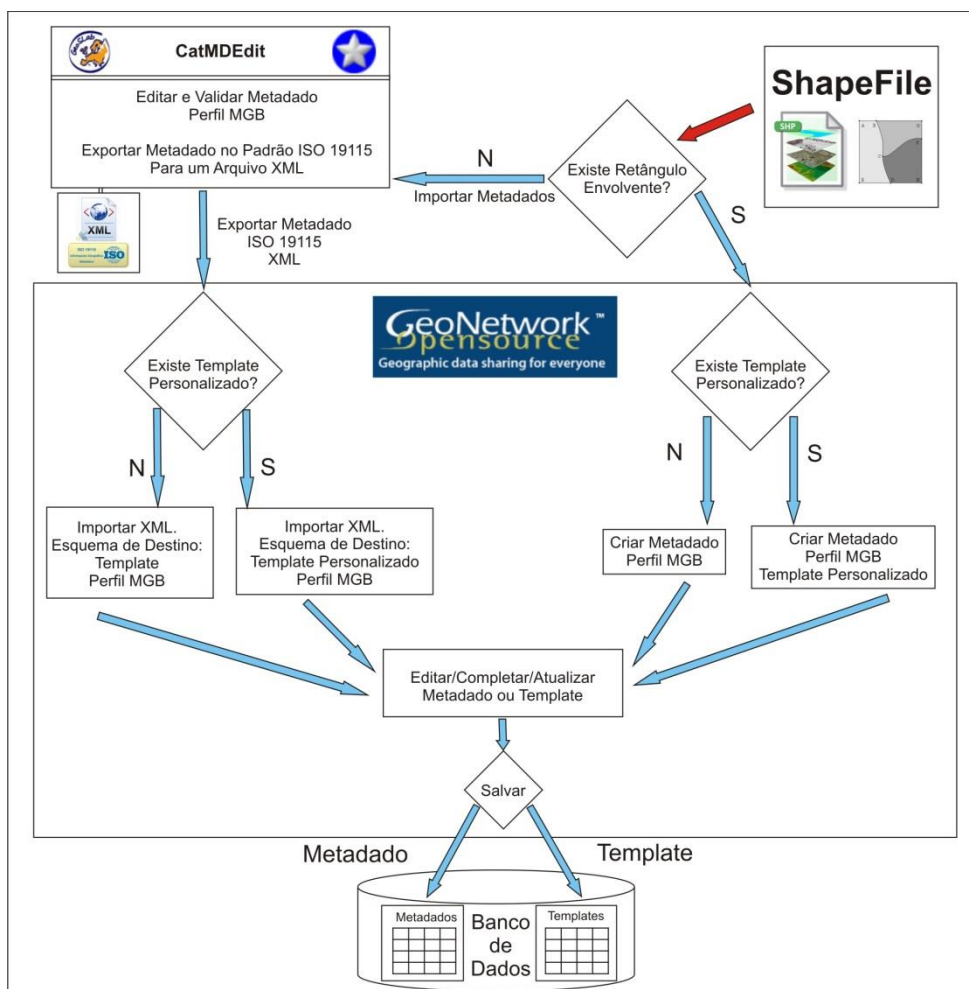 CatMDEdit
Editar e Validar Metadado
Perfil MGB
Exportar Metadado no Padrão ISO 19115
Para um Arquivo XML
XML
ISO
ShapeFile
SHP
Existe Retângulo
Envolvente?
N
Importar Metadados
S
Exportar Metadado
ISO 19115
XML
GeoNetwork™
Opensource
Geographic data sharing for everyone
Existe Template
Personalizado?
N
S
Existe Template
Personalizado?
N
S
Importar XML.
Esquema de Destino:
Template
Perfil MGB
Importar XML.
Esquema de Destino:
Template Personalizado
Perfil MGB
Criar Metadado
Perfil MGB
Criar Metadado
Perfil MGB
Template Personalizado
Editar/Completar/Atualizar
Metadado ou Template
Salvar
Metadado
Template
Metadados
Banco
de
Dados
Templates